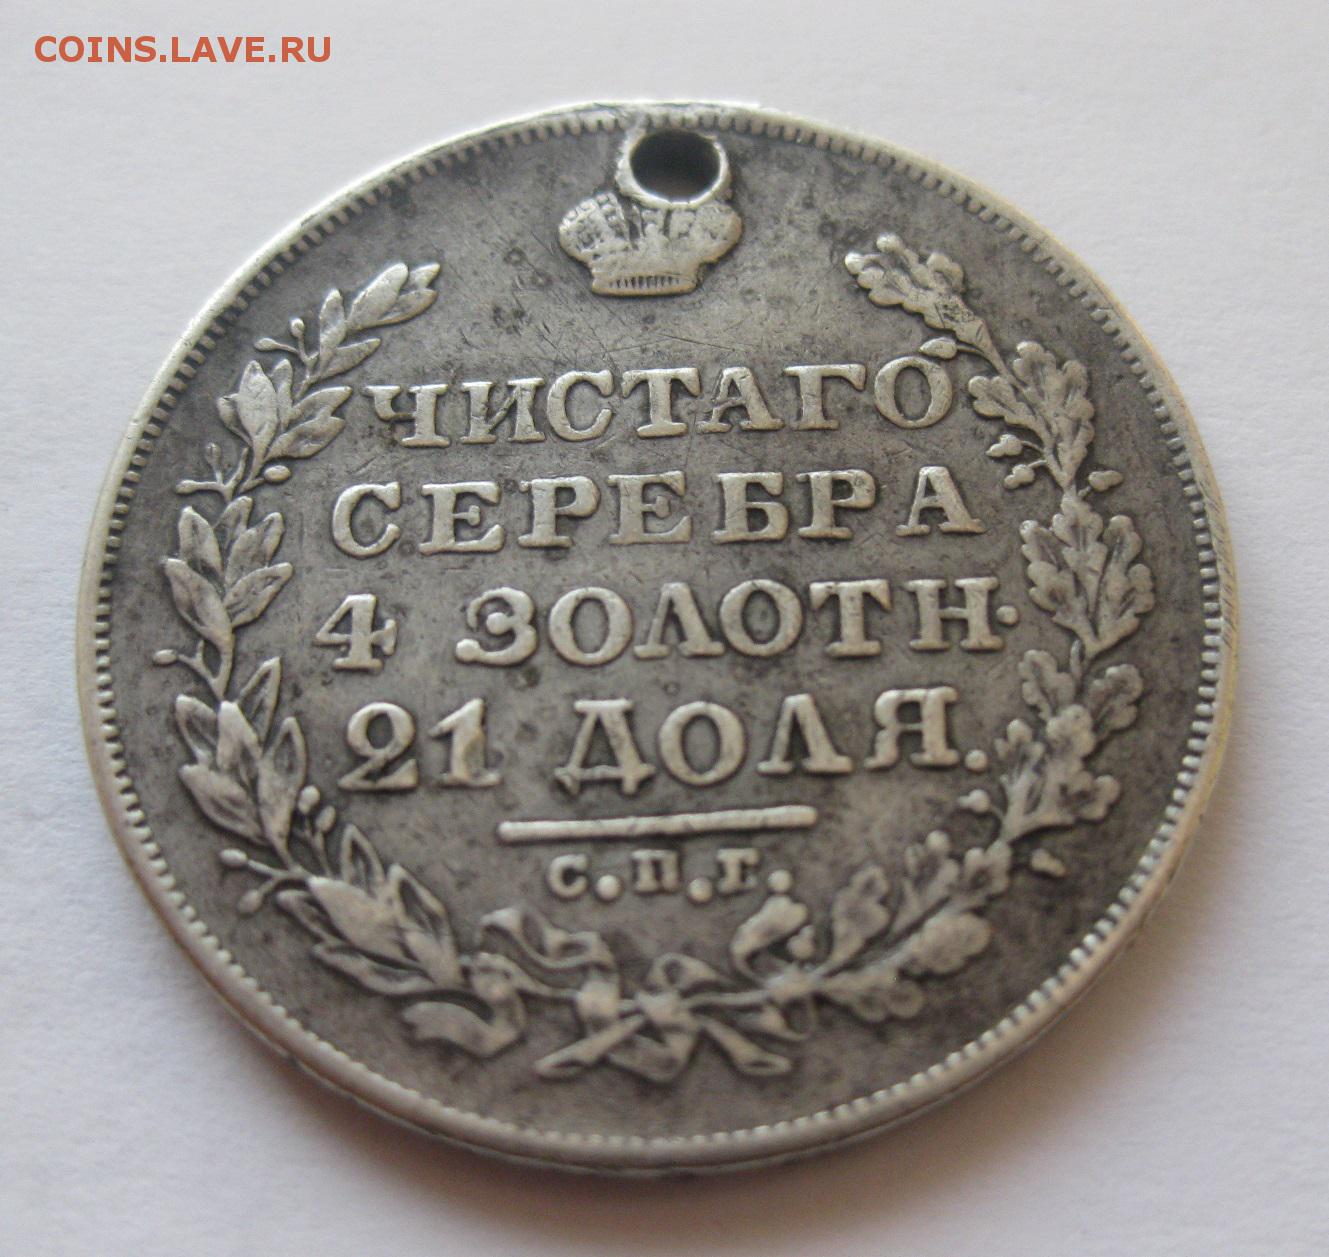 COINS.LAVE.RU
ЧИСТАГО
СЕРЕБРА
4 ЗОЛОТН.
21 ДОЛЯ.
С.П.Г.